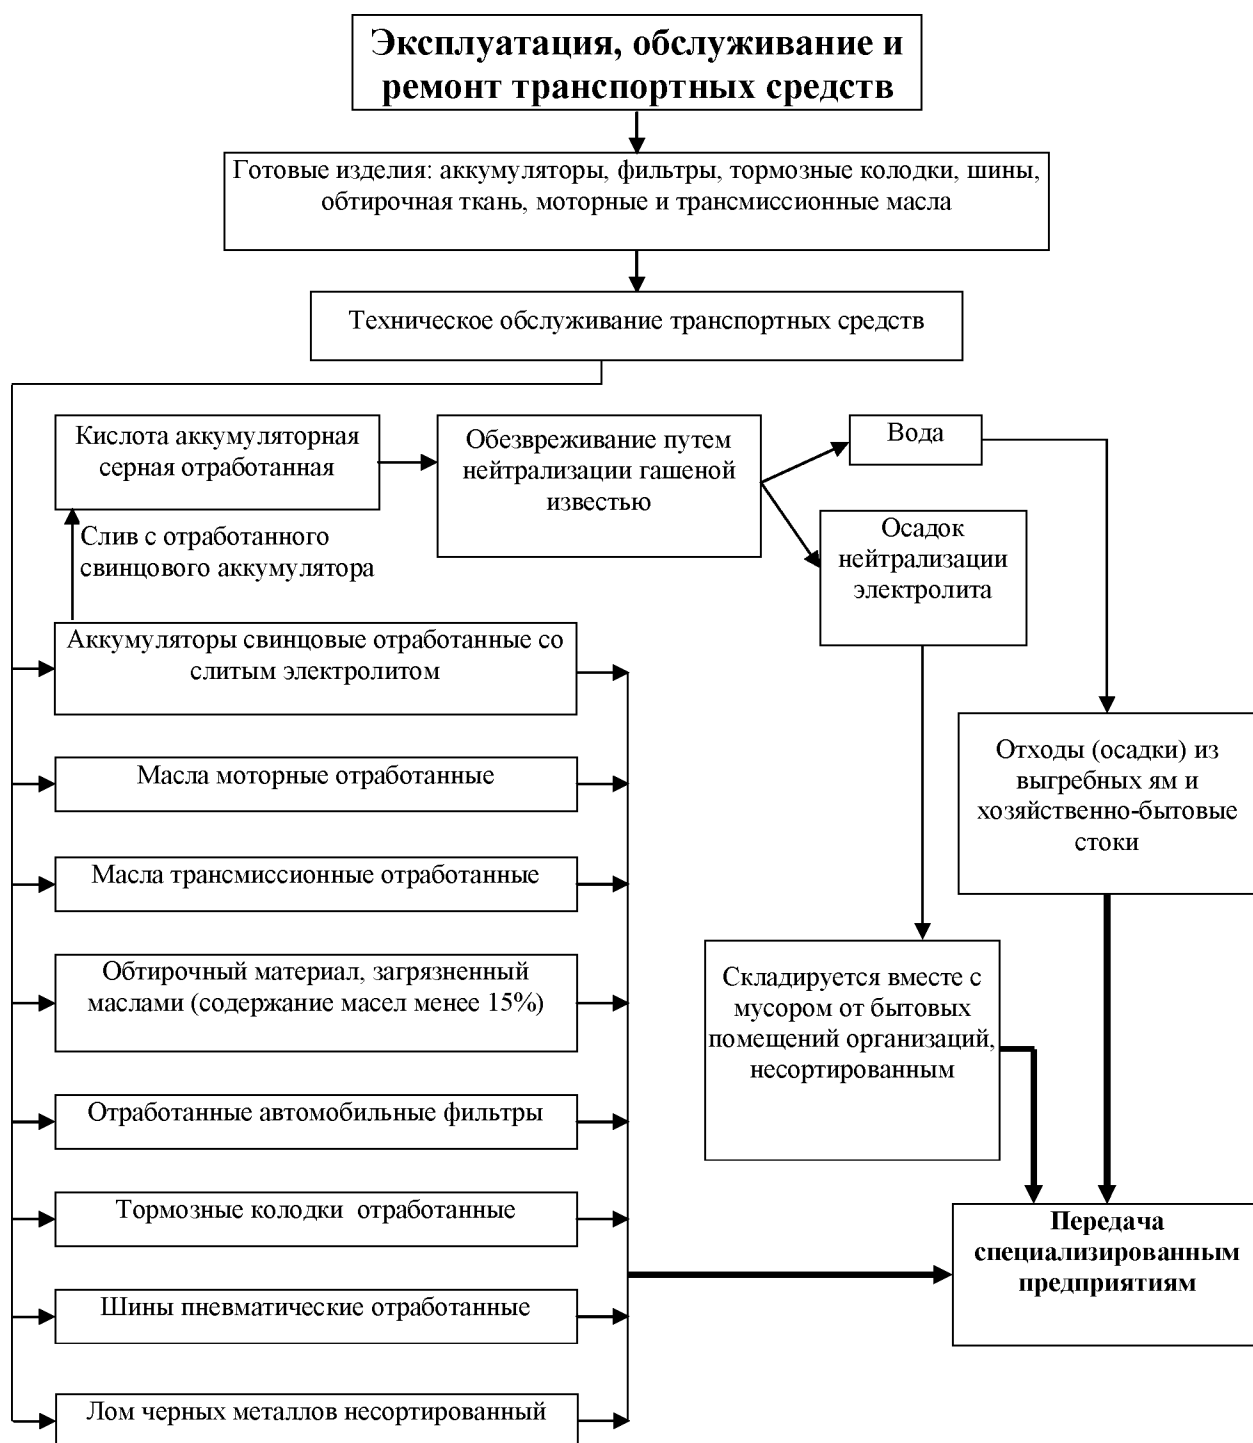 Эксплуатация, обслуживание и
ремонт транспортных средств
Готовые изделия: аккумуляторы, фильтры, тормозные колодки, шины,
обтирочная ткань, моторные и трансмиссионные масла
Техническое обслуживание транспортных средств
Кислота аккумуляторная
серная отработанная
Обезвреживание путем
нейтрализации гашеной
известью
Вода
Осадок
нейтрализации
электролита
Слив с отработанного
свинцового аккумулятора
Аккумуляторы свинцовые отработанные со
слитым электролитом
Масла моторные отработанные
Масла трансмиссионные отработанные
Обтирочный материал, загрязненный
маслами (содержание масел менее 15%)
Отработанные автомобильные фильтры
Тормозные колодки отработанные
Шины пневматические отработанные
Лом черных металлов несортированный
Отходы (осадки) из
выгребных ям и
хозяйственно-бытовые
стоки
Складируется вместе с
мусором от бытовых
помещений организаций,
несортированным
Передача
специализированным
предприятиям